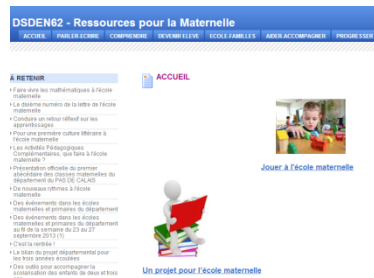 DSDEN62 - Ressources pour la Maternelle
ACCUEIL PARLER-ECRIRE COMPRENDRE DEVENIR ELEVE ECOLE-FAMILLES AIDER-ACCOMPAGNER PROGRESSER
A RETENIR
Faire vivre les mathématiques à l'école
maternelle
Le dixième numéro de la lettre de l'école
maternelle
Conduire un retour réflexif sur les
apprentissages
Pour une première culture littéraire à
l'école maternelle
Les Activités Pédagogiques
Complémentaires, que faire à l'école
maternelle ?
Présentation officielle du premier
abécédaire des classes maternelles du
département du PAS DE CALAIS
De nouveaux rythmes à l'école
maternelle
Des événements dans les écoles
maternelles et primaires du département
Des événements dans les écoles
maternelles et primaires du département
au fil de la semaine du 23 au 27
septembre 2013 (1)
C'est la rentrée !
Le bilan du projet départemental pour
les trois années écoulées
Des outils pour accompagner la
scolarisation des enfants de deux et trois
ACCUEIL
Jouer à l'école maternelle
Un projet pour l'école maternelle